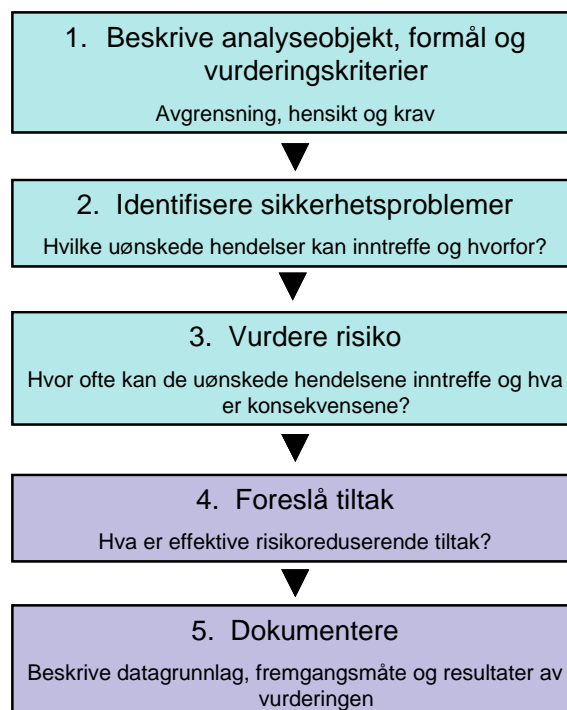 1. Beskrive analyseobjekt, formål og
vurderingskriterier
Avgrensning, hensikt og krav
2. Identifisere sikkerhetsproblemer
Hvilke uønskede hendelser kan inntreffe og hvorfor?
3. Vurdere risiko
Hvor ofte kan de uønskede hendelsene inntreffe og hva
er konsekvensene?
4. Foreslå tiltak
Hva er effektive risikoreduserende tiltak?
5. Dokumentere
Beskrive datagrunnlag, fremgangsmåte og resultater av
vurderingen